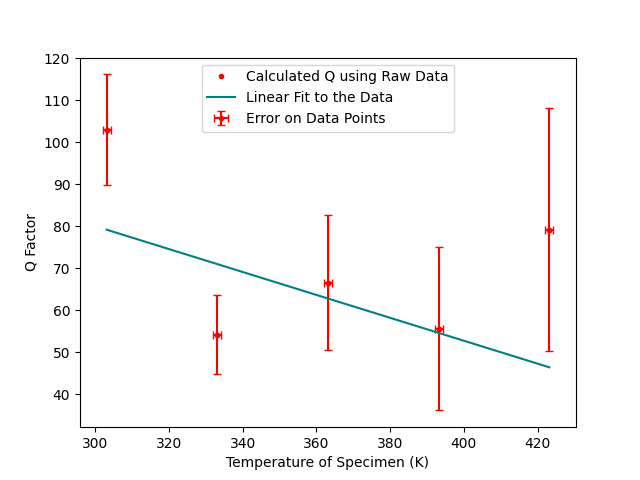 120
110
100
90
80
70
60
50
40
Q Factor
Calculated Q using Raw Data
Linear Fit to the Data
Error on Data Points
300 320 340 360 380 400 420
Temperature of Specimen (K)